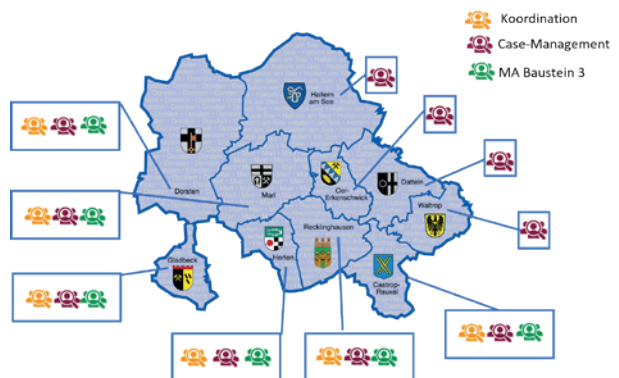 Koordination
Case-Management
MA Baustein 3
Haltern
am See
Dorsten
Marl
Oer-
Erkenschwick
Datteln
Waltrop
Recklinghausen
Herten
Gladbeck
Castrop-
Rauxel